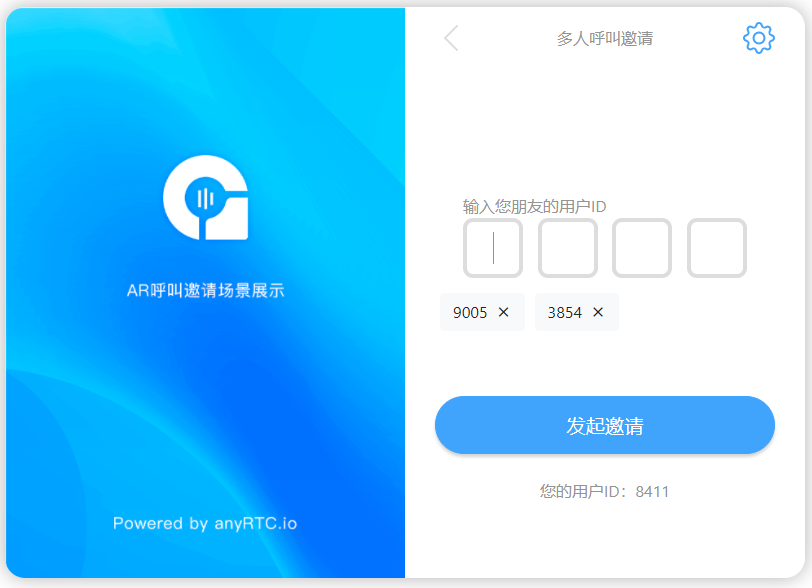 AR呼叫邀请场景展示
Powered by anyRTC.io
多人呼叫邀请
输入您朋友的用户ID
9005 × 3854 ×
发起邀请
您的用户ID：8411